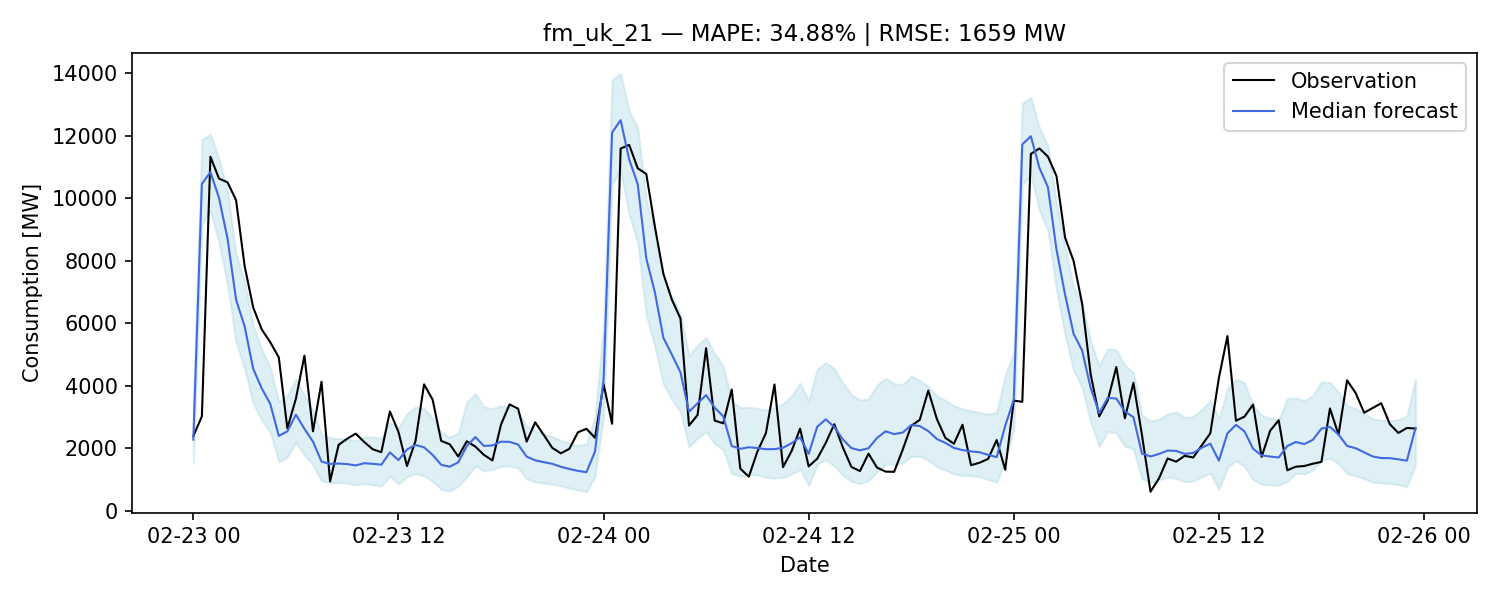 fm_uk_21 — MAPE: 34.88% | RMSE: 1659 MW
Observation
Median forecast
Consumption [MW]
14000
12000
10000
8000
6000
4000
2000
0
02-23 00 02-23 12 02-24 00 02-24 12 02-25 00 02-25 12 02-26 00
Date